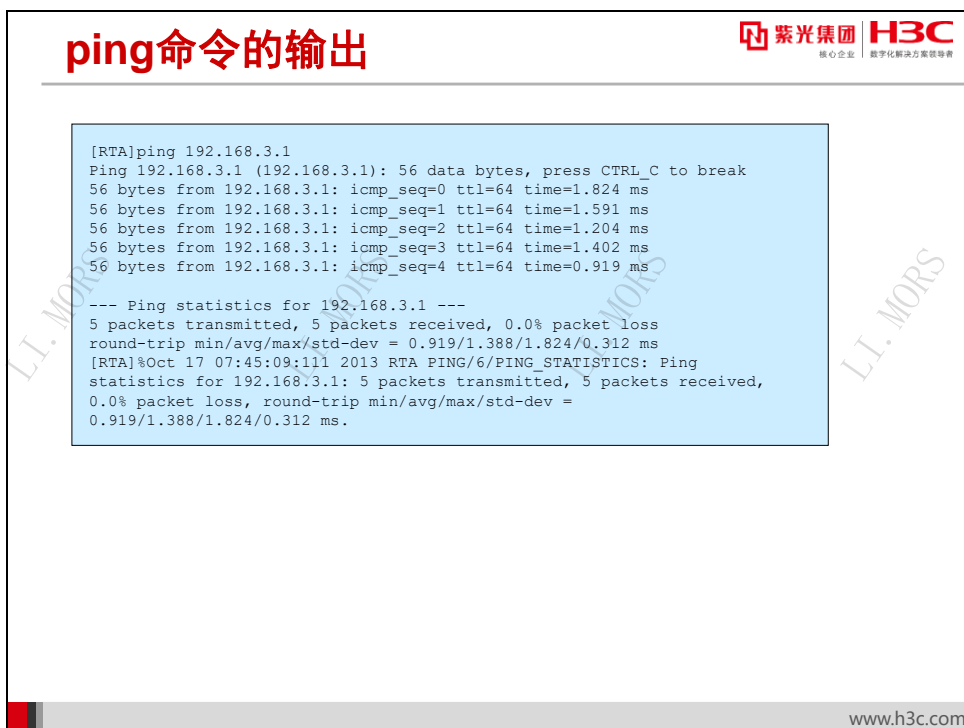 ping命令的输出
紫光集团 H3C
核心企业 数字化解决方案领导者
[RTA]ping 192.168.3.1
Ping 192.168.3.1 (192.168.3.1): 56 data bytes, press CTRL_C to break
56 bytes from 192.168.3.1: icmp_seq=0 ttl=64 time=1.824 ms
56 bytes from 192.168.3.1: icmp_seq=1 ttl=64 time=1.591 ms
56 bytes from 192.168.3.1: icmp_seq=2 ttl=64 time=1.204 ms
56 bytes from 192.168.3.1: icmp_seq=3 ttl=64 time=1.402 ms
56 bytes from 192.168.3.1: icmp_seq=4 ttl=64 time=0.919 ms
--- Ping statistics for 192.168.3.1 ---
5 packets transmitted, 5 packets received, 0.0% packet loss
round-trip min/avg/max/std-dev = 0.919/1.388/1.824/0.312 ms
[RTA]%Oct 17 07:45:09:111 2013 RTA PING/6/PING_STATISTICS: Ping
statistics for 192.168.3.1: 5 packets transmitted, 5 packets received,
0.0% packet loss, round-trip min/avg/max/std-dev =
0.919/1.388/1.824/0.312 ms.
LI.MORS
LI.MORS
LI.MORS
LI.MORS
www.h3c.com